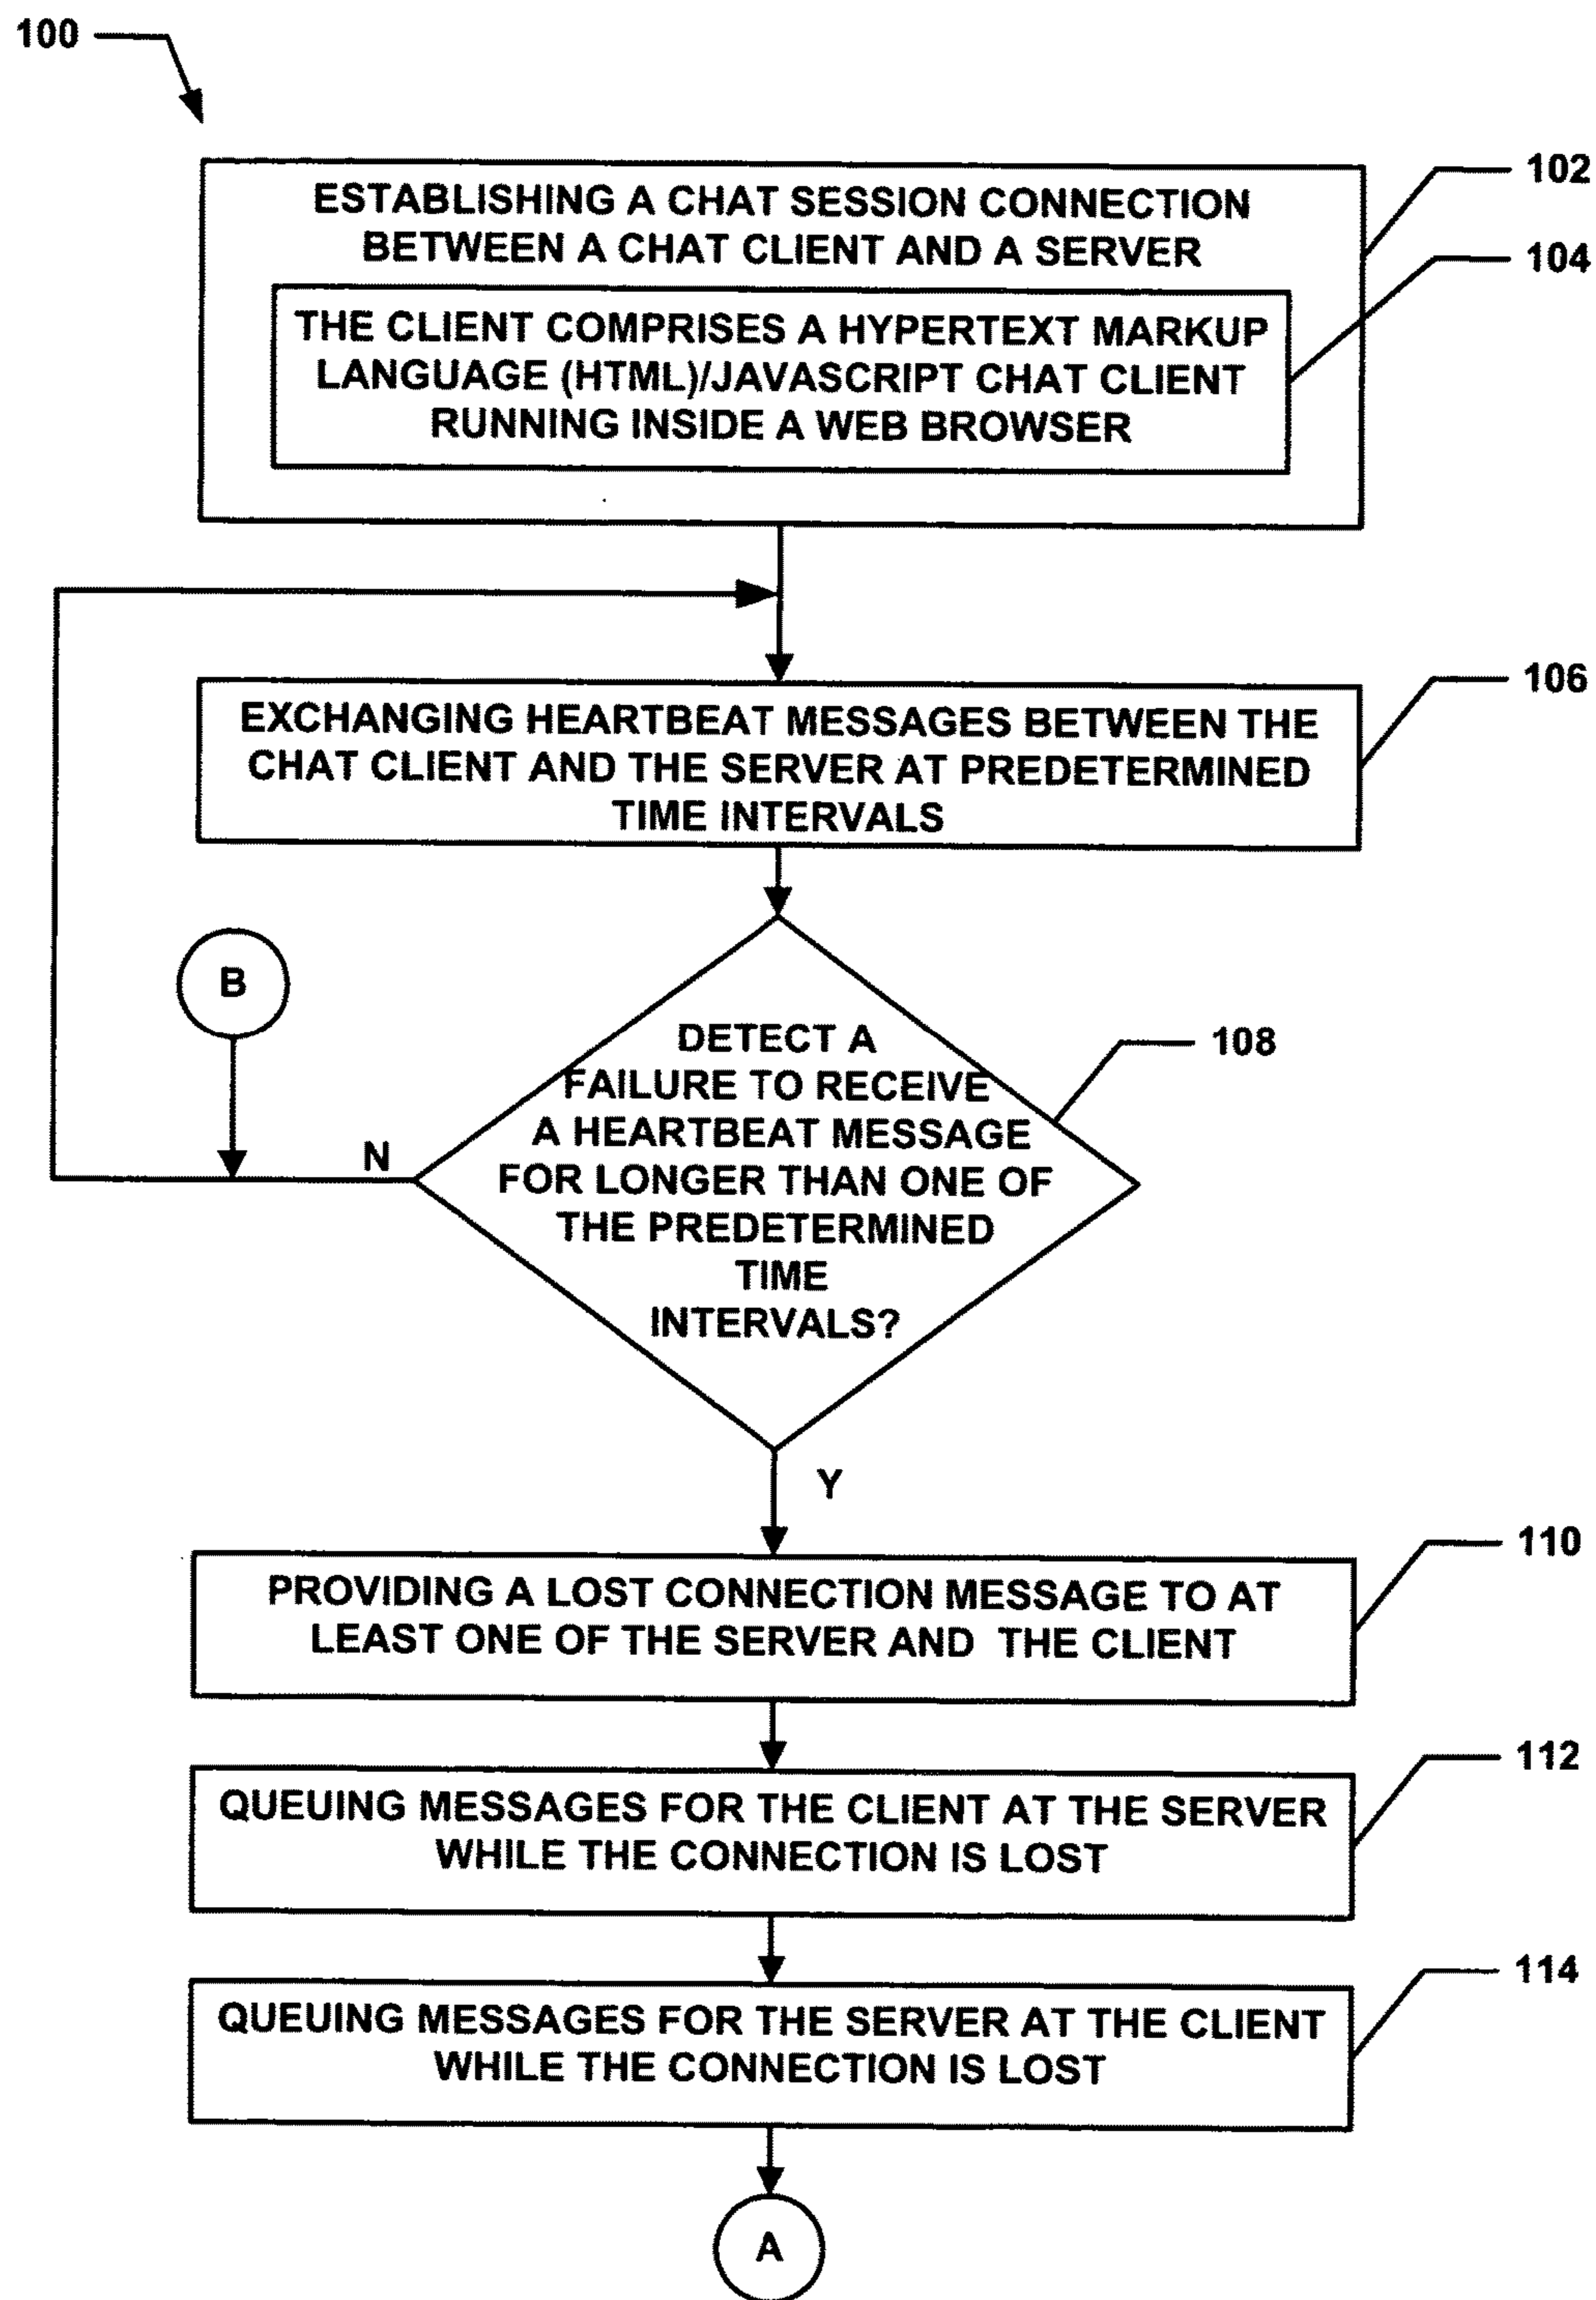 100
ESTABLISHING A CHAT SESSION CONNECTION
BETWEEN A CHAT CLIENT AND A SERVER
102
THE CLIENT COMPRISES A HYPERTEXT MARKUP
LANGUAGE (HTML)/JAVASCRIPT CHAT CLIENT
RUNNING INSIDE A WEB BROWSER
104
EXCHANGING HEARTBEAT MESSAGES BETWEEN THE
CHAT CLIENT AND THE SERVER AT PREDETERMINED
TIME INTERVALS
106
B
N
DETECT A
FAILURE TO RECEIVE
A HEARTBEAT MESSAGE
FOR LONGER THAN ONE OF
THE PREDETERMINED
TIME
INTERVALS?
108
Y
PROVIDING A LOST CONNECTION MESSAGE TO AT
LEAST ONE OF THE SERVER AND THE CLIENT
110
QUEUING MESSAGES FOR THE CLIENT AT THE SERVER
WHILE THE CONNECTION IS LOST
112
QUEUING MESSAGES FOR THE SERVER AT THE CLIENT
WHILE THE CONNECTION IS LOST
114
A